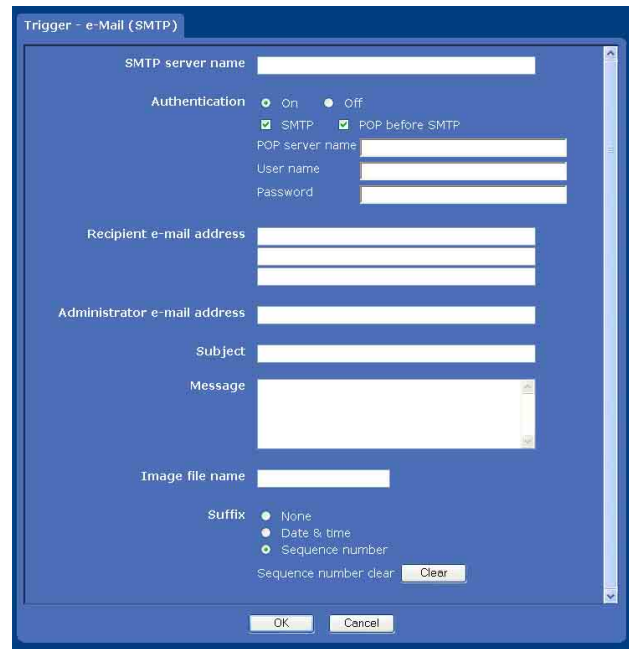 Trigger - e-Mail (SMTP)
SMTP server name
Authentication On Off
SMTP POP before SMTP
POP server name
User name
Password
Recipient e-mail address
Administrator e-mail address
Subject
Message
Image file name
Suffix None
Date & time
Sequence number
Sequence number clear Clear
OK Cancel